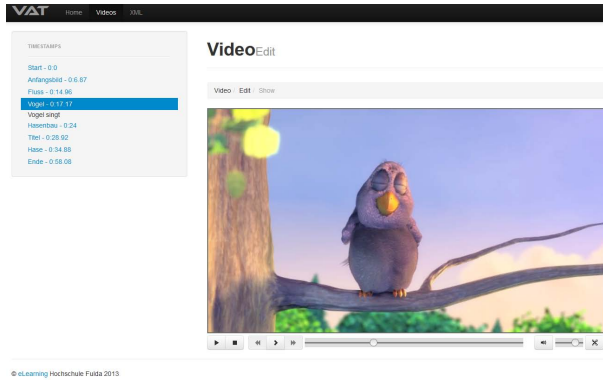 VAT Home Videos XML
TIMESTAMPS
Start - 0:0
Anfangsbild - 0:6.87
Fluss - 0:14.96
Vogel - 0:17.17
Vogel singt
Hasenbau - 0:24
Titel - 0:28.92
Hase - 0:34.88
Ende - 0:58.08
Video Edit
Video / Edit / Show
© eLearning Hochschule Fulda 2013